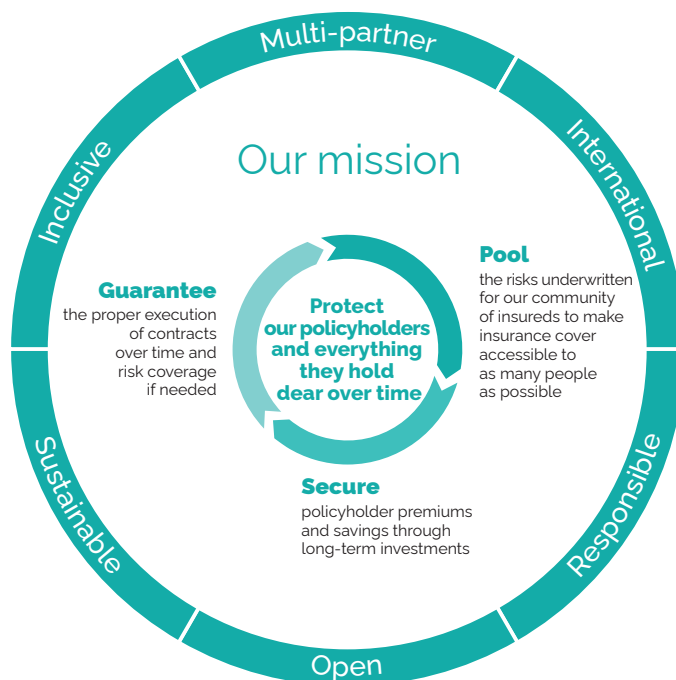 Multi-partner
International
Inclusive
Our mission
Pool
the risks underwritten
for our community
of insureds to make
insurance cover
accessible to
as many people
as possible
Guarantee
the proper execution
of contracts
over time and
risk coverage
if needed
Protect
our policyholders
and everything
they hold
dear over time
Secure
policyholder premiums
and savings through
long-term investments
Sustainable
Responsible
Open